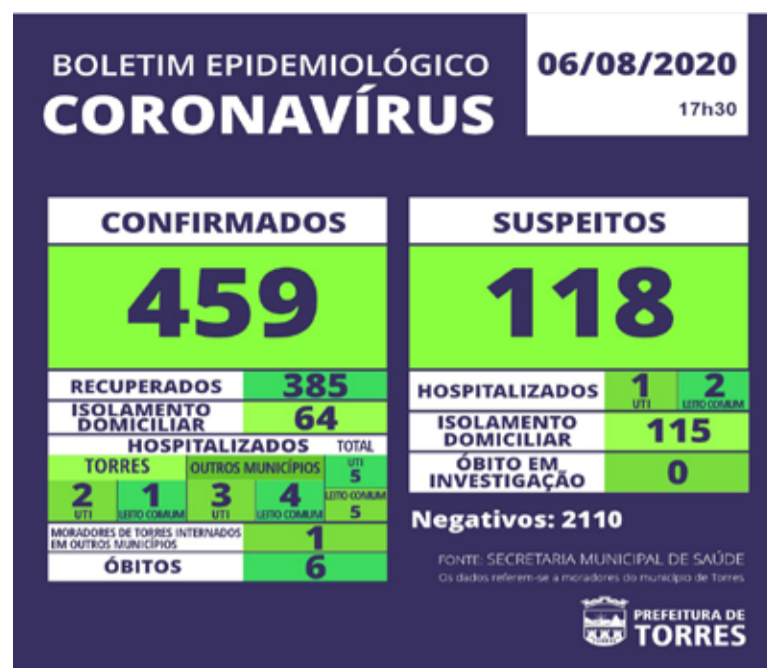 BOLETIM EPIDEMIOLÓGICO
CORONAVÍRUS
06/08/2020
17h30
CONFIRMADOS
459
RECUPERADOS 385
ISOLAMENTO
DOMICILIAR 64
HOSPITALIZADOS TOTAL
TORRES OUTROS MUNICÍPIOS UTI
5
2 1 3 4 LEITO COMUM
UTI LEITO COMUM UTI LEITO COMUM 5
MORADORES DE TORRES INTERNADOS
EM OUTROS MUNICÍPIOS 1
ÓBITOS 6
SUSPEITOS
118
HOSPITALIZADOS 1 2
UTI LEITO COMUM
ISOLAMENTO
DOMICILIAR 115
ÓBITO EM
INVESTIGAÇÃO 0
Negativos: 2110
FONTE: SECRETARIA MUNICIPAL DE SAÚDE
Os dados referem-se a moradores do município de Torres
PREFEITURA DE
TORRES